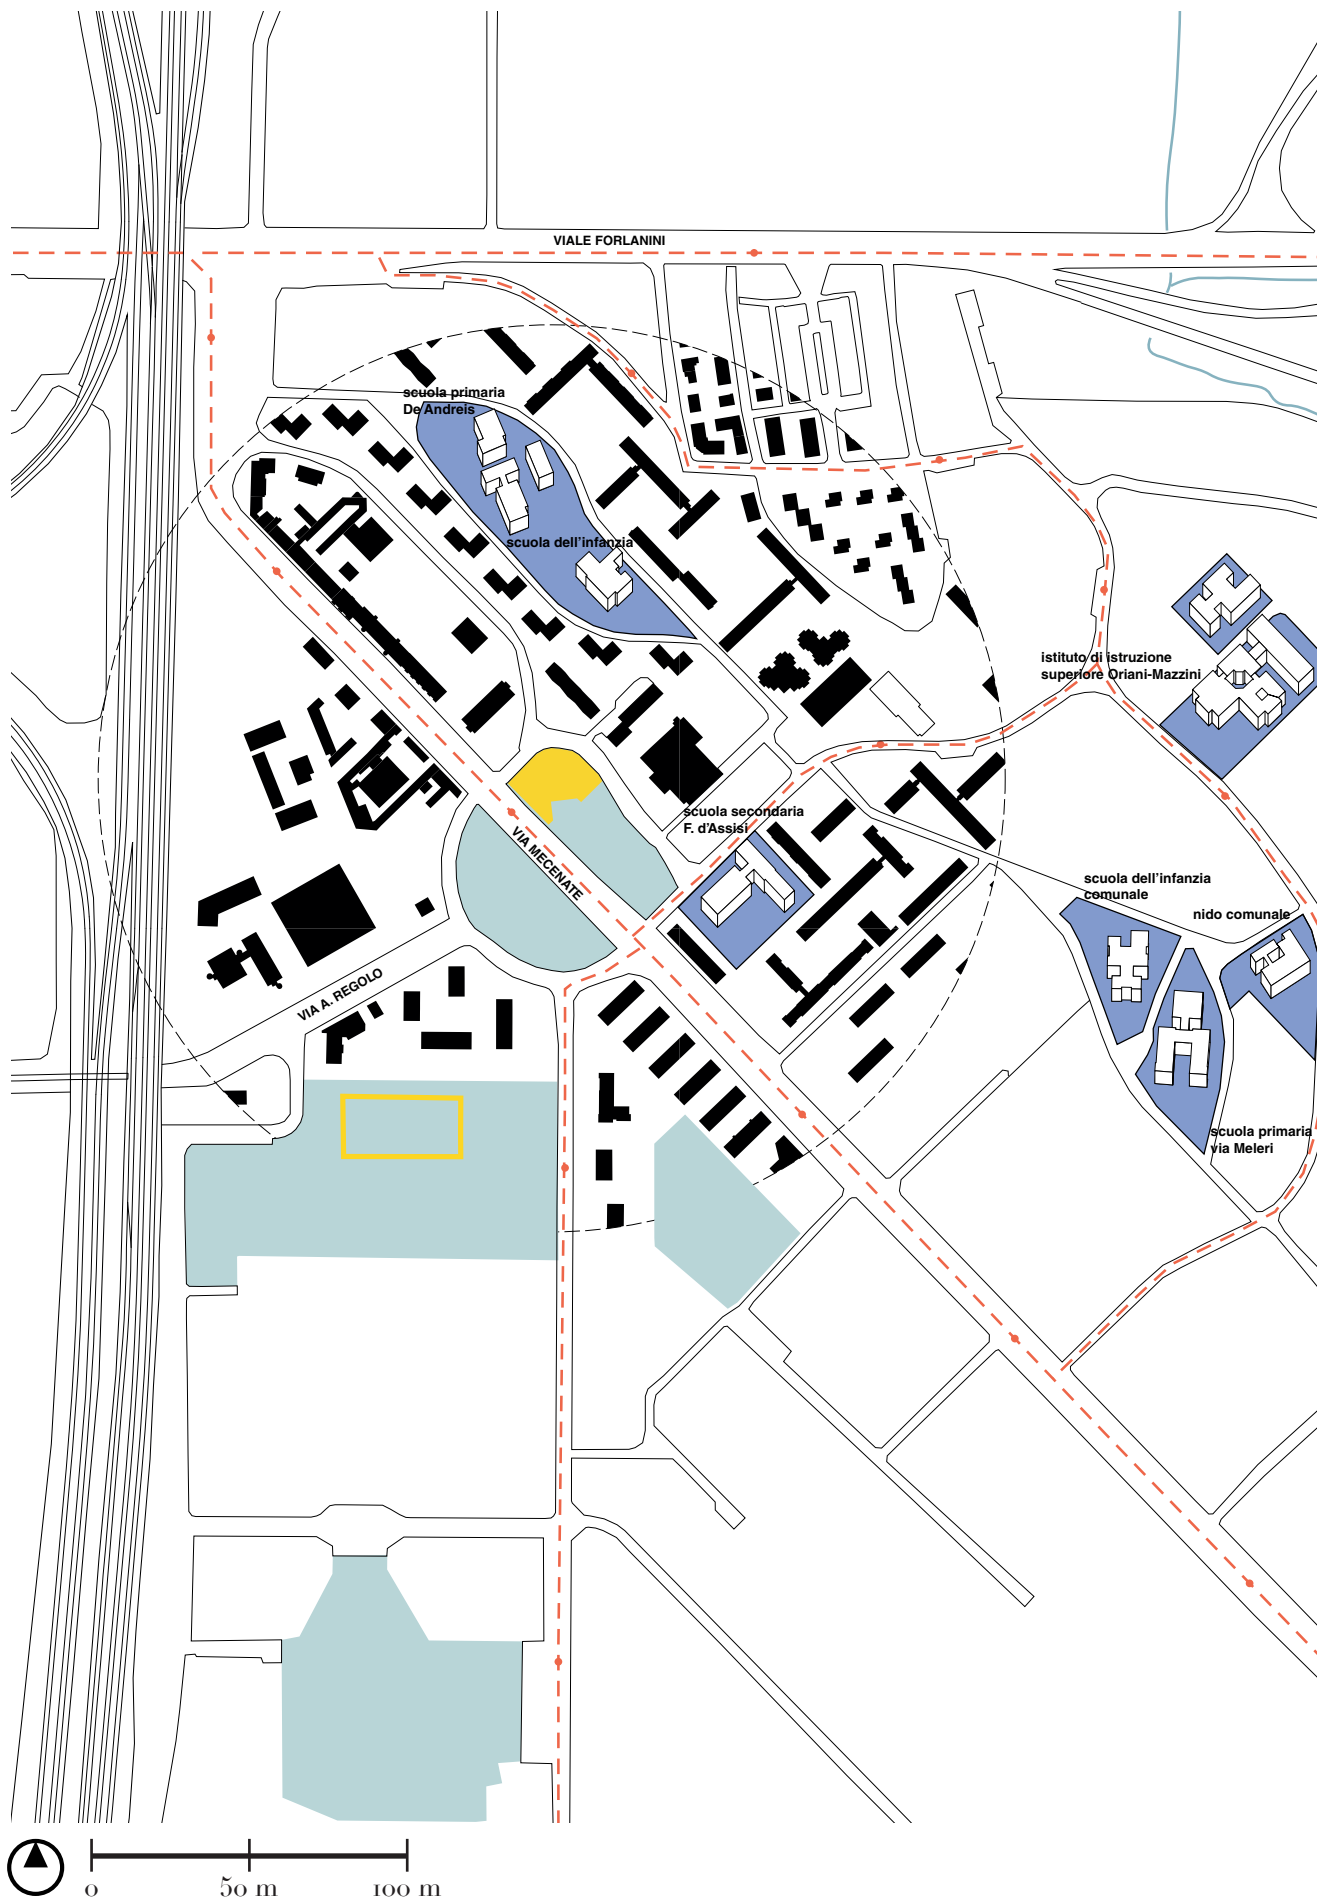 VIALE FORLANINI
scuola primaria
De Andreis
scuola dell'infanzia
istituto di istruzione
superiore Oriani-Mazzini
scuola secondaria
F. d'Assisi
VIA MECENATE
scuola dell'infanzia
comunale
nido comunale
VIA A. REGOLO
scuola primaria
via Meleri
0 50 m 100 m